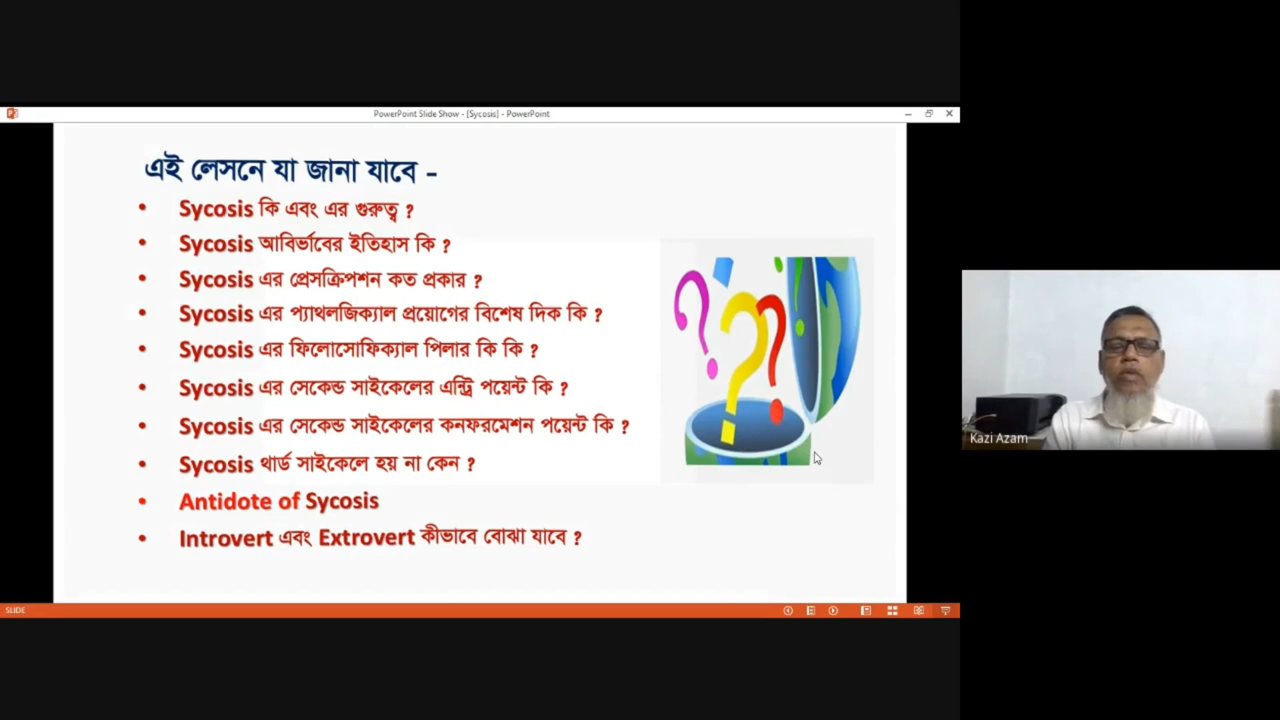 PowerPoint Slide Show - [Sycosis] - PowerPoint
এই লেসনে যা জানা যাবে -
• Sycosis কি এবং এর গুরুত্ব ?
• Sycosis আবির্ভাবের ইতিহাস কি ?
• Sycosis এর প্রেসক্রিপশন কত প্রকার ?
• Sycosis এর প্যাথলজিক্যাল প্রয়োগের বিশেষ দিক কি ?
• Sycosis এর ফিলোসোফিক্যাল পিলার কি কি ?
• Sycosis এর সেকেন্ড সাইকেলের এন্ট্রি পয়েন্ট কি ?
• Sycosis এর সেকেন্ড সাইকেলের কনফরমেশন পয়েন্ট কি ?
• Sycosis থার্ড সাইকেলে হয় না কেন ?
• Antidote of Sycosis
• Introvert এবং Extrovert কীভাবে বোঝা যাবে ?
Kazi Azam
SLIDE